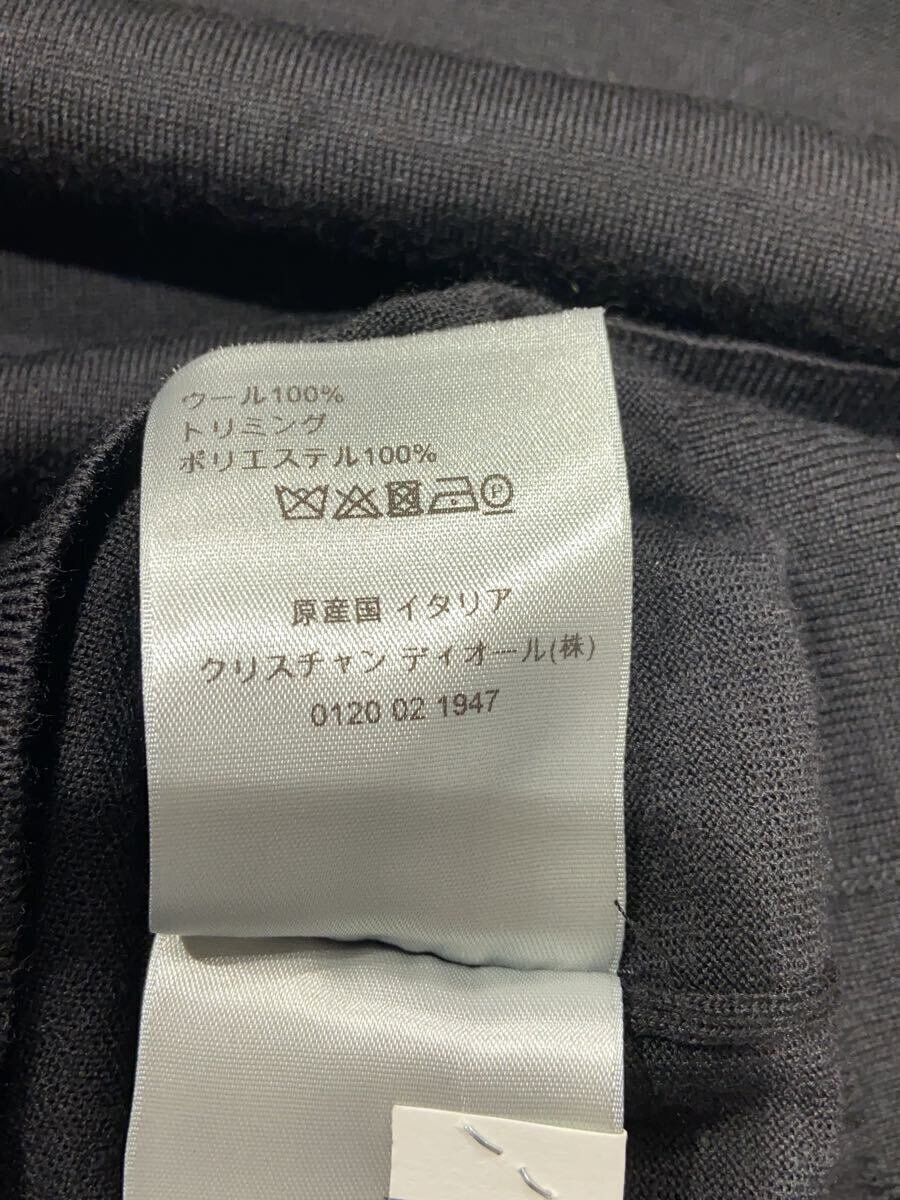 ウール100%
トリミング
ポリエステル100%
P
原産国 イタリア
クリスチャン ディオール(株)
0120 02 1947